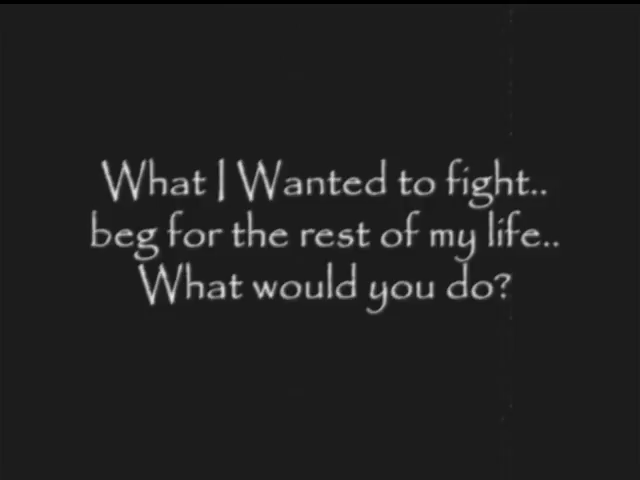 What I Wanted to fight..
beg for the rest of my life..
What would you do?